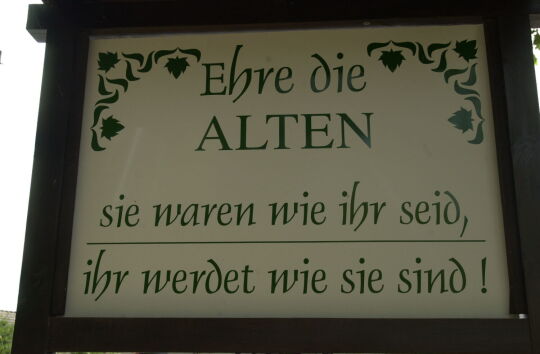 Ehre die
ALTEN
sie waren wie ihr seid,
ihr werdet wie sie sind !